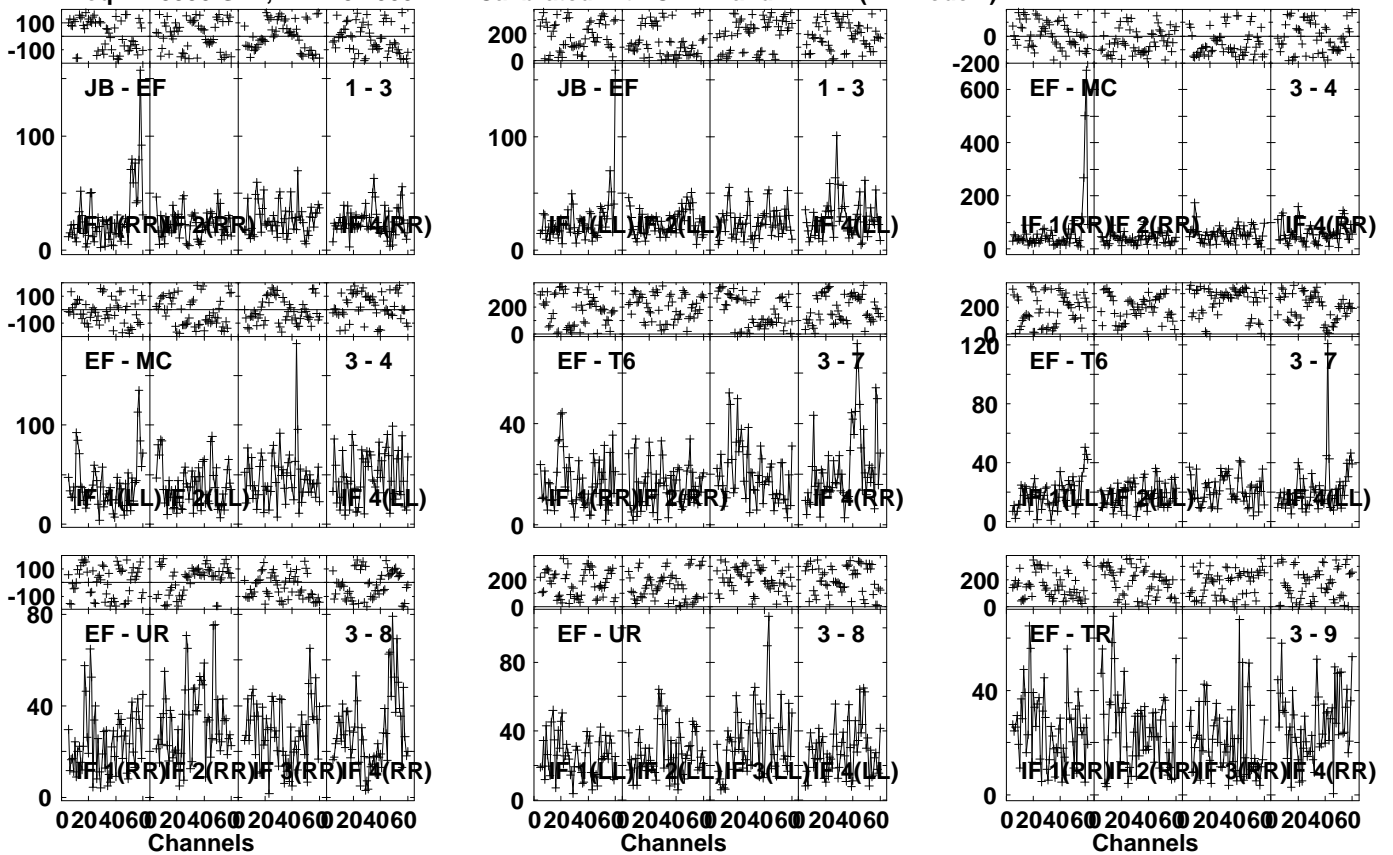 100
-100
JB - EF 1 - 3
100
0
IF 1(RR) IF 2(RR) IF 4(RR)
200
0
JB - EF 1 - 3
100
0
IF 1(LL) IF 2(LL) IF 4(LL)
0
-200
EF - MC 3 - 4
600
400
200
0
IF 1(RR) IF 2(RR) IF 4(RR)
100
-100
EF - MC 3 - 4
100
0
IF 1(LL) IF 2(LL) IF 4(LL)
200
0
EF - T6 3 - 7
40
0
IF 1(RR) IF 2(RR) IF 4(RR)
200
0
EF - T6 3 - 7
120
80
40
0
IF 1(LL) IF 2(LL) IF 4(LL)
100
-100
EF - UR 3 - 8
80
40
0
IF 1(RR) IF 2(RR) IF 3(RR) IF 4(RR)
0 20 40 60 0 20 40 60 0 20 40 60 0 20 40 60
Channels
200
0
EF - UR 3 - 8
80
40
0
IF 1(LL) IF 2(LL) IF 3(LL) IF 4(LL)
0 20 40 60 0 20 40 60 0 20 40 60 0 20 40 60
200
0
EF - TR 3 - 9
40
0
IF 1(RR) IF 2(RR) IF 3(RR) IF 4(RR)
0 20 40 60 0 20 40 60 0 20 40 60 0 20 40 60
Channels